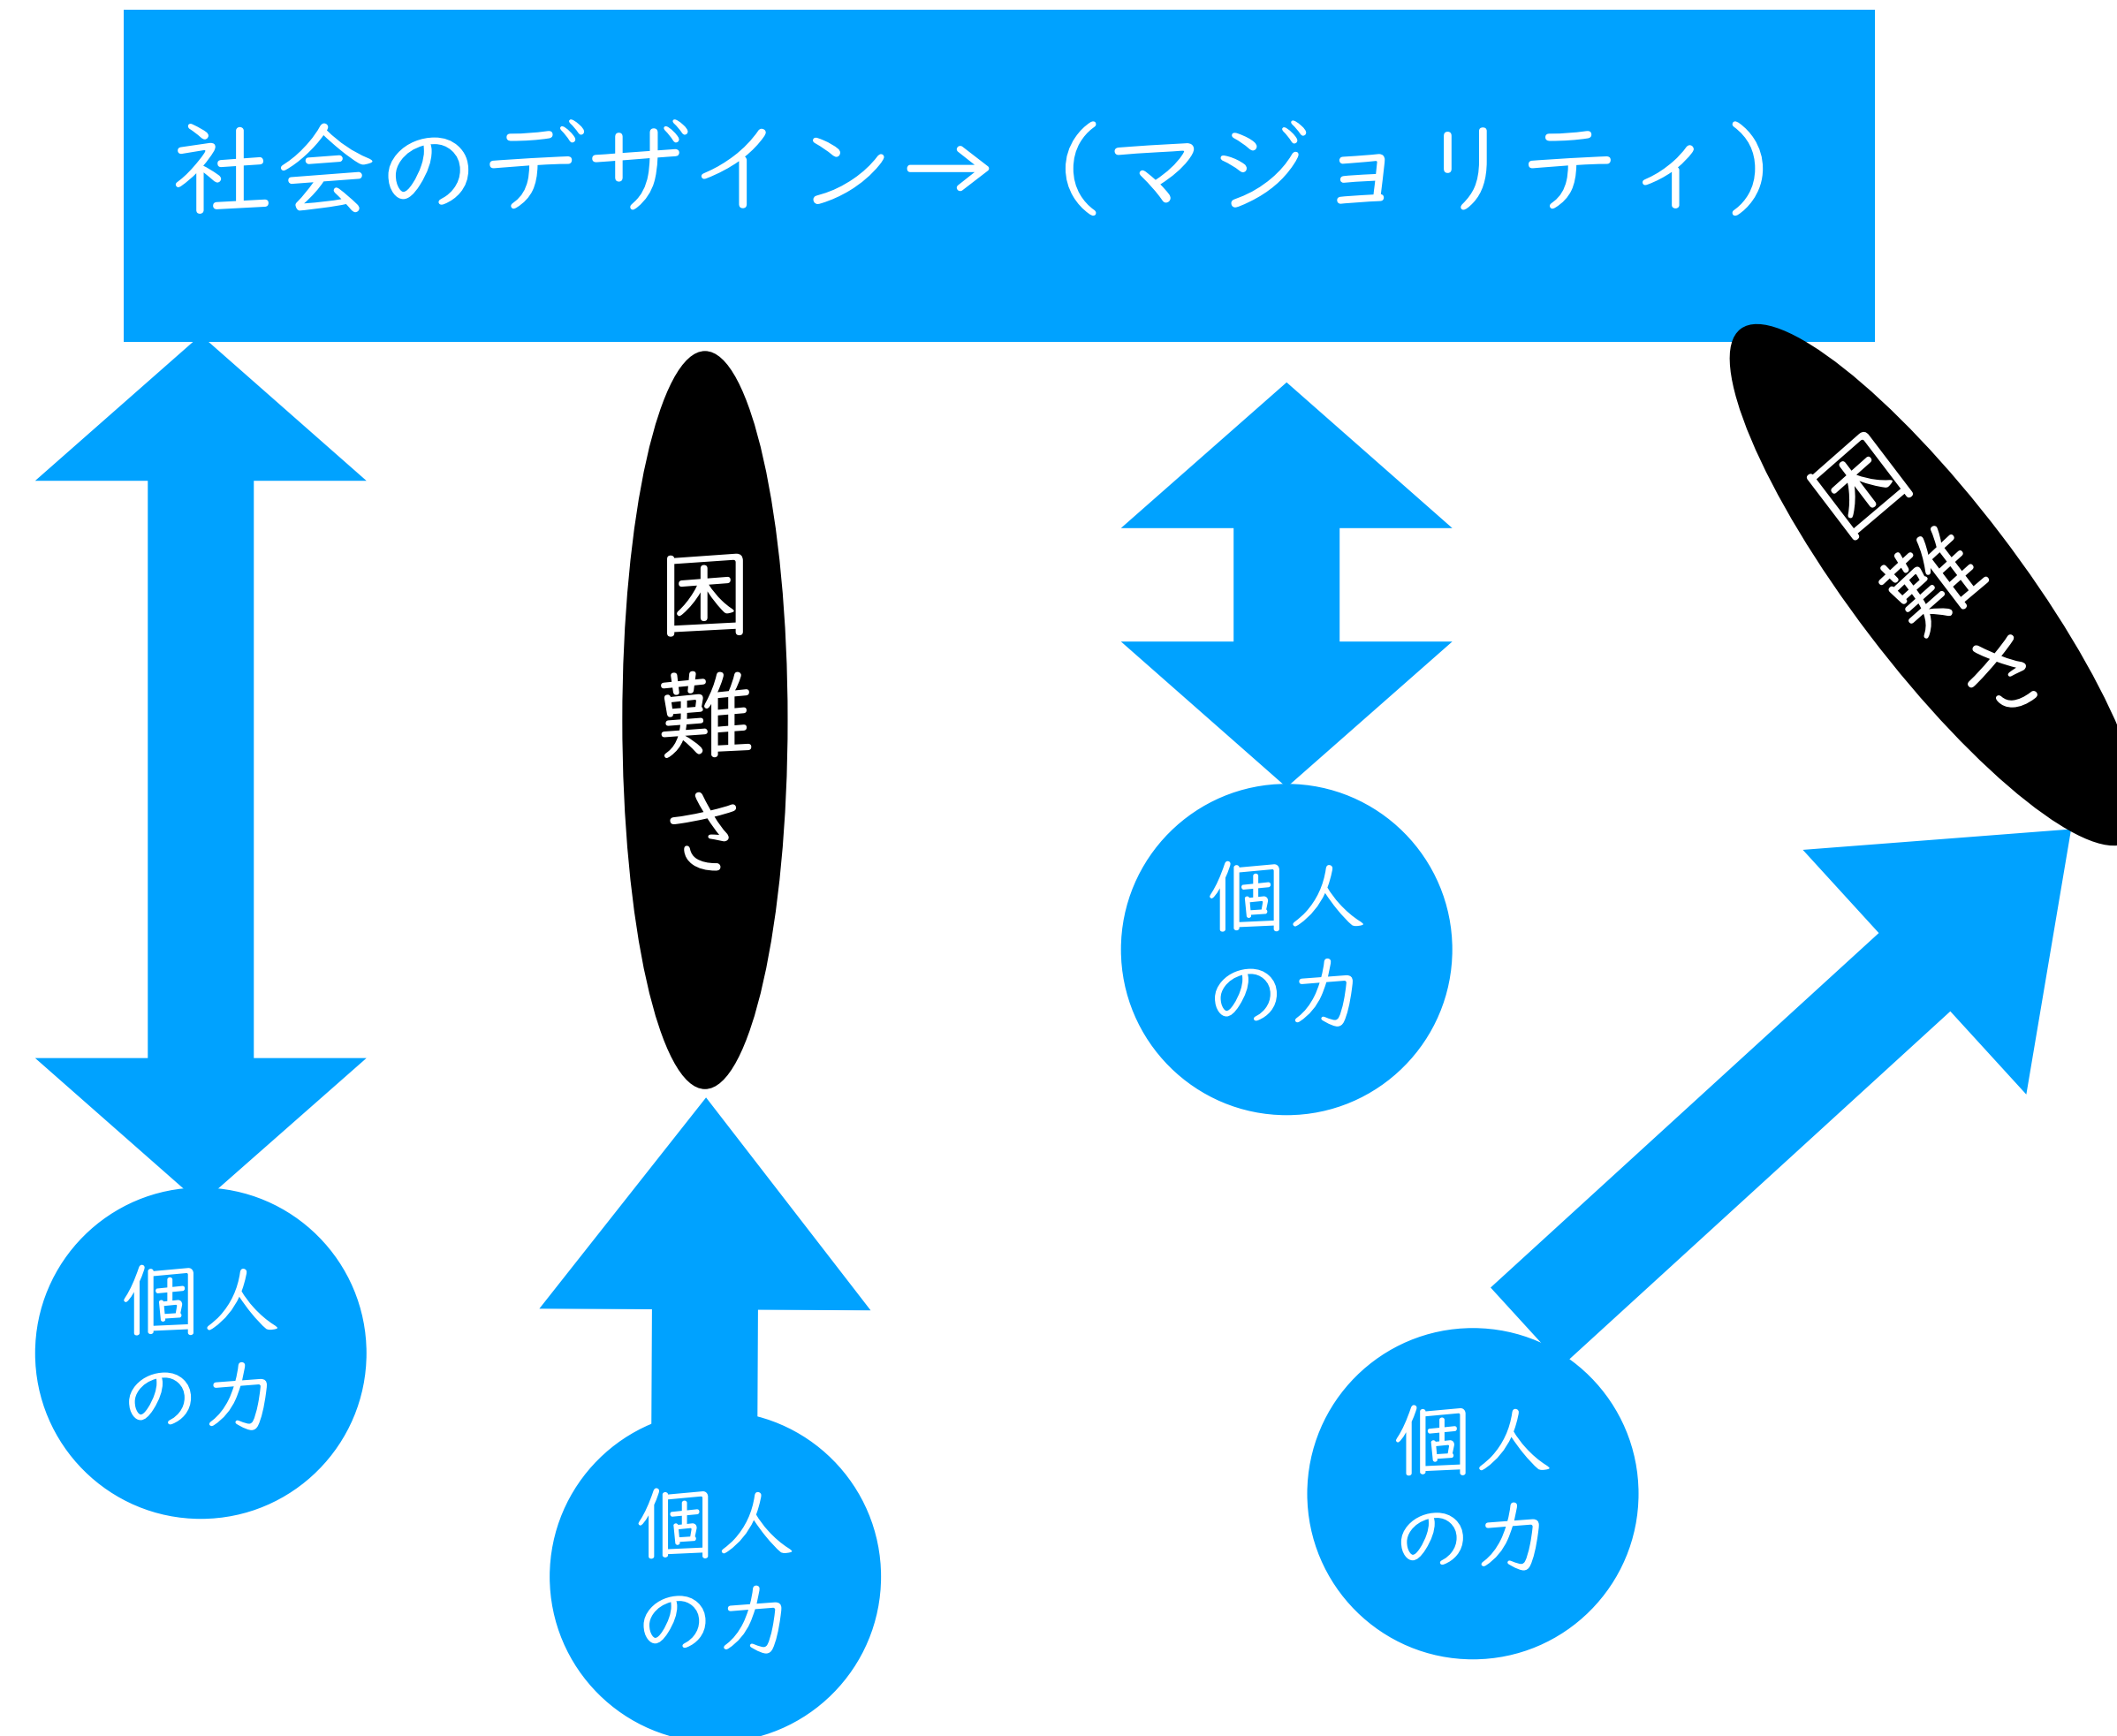 社会のデザイン→（マジョリティ）
困難さ
困難さ
個人
の力
個人
の力
個人
の力
個人
の力